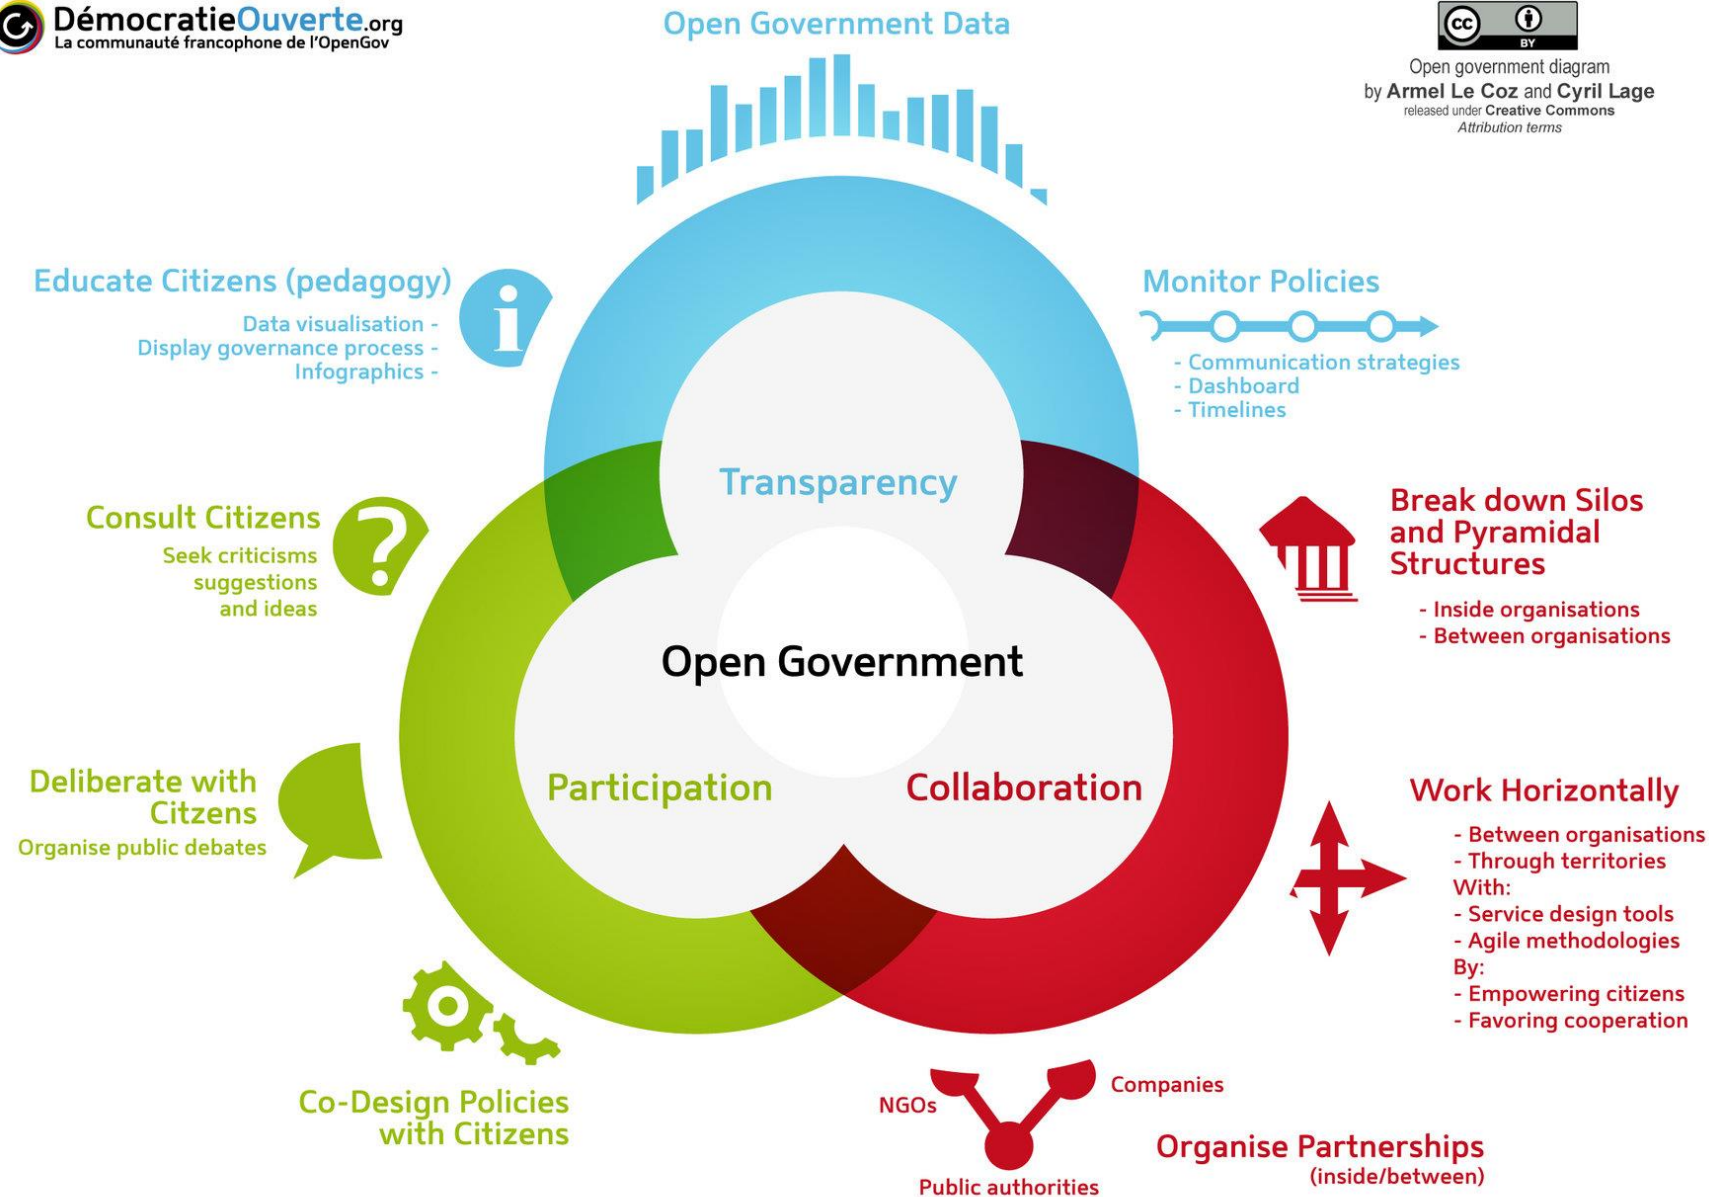 DémocratieOuverte.org
La communauté francophone de l'OpenGov
Open Government Data
cc
BY
Open government diagram
by Armel Le Coz and Cyril Lage
released under Creative Commons
Attribution terms
Educate Citizens (pedagogy)
Data visualisation -
Display governance process -
Infographics -
i
Monitor Policies
- Communication strategies
- Dashboard
- Timelines
Transparency
Consult Citizens
Seek criticisms
suggestions
and ideas
?
Break down Silos
and Pyramidal
Structures
- Inside organisations
- Between organisations
Open Government
Participation
Collaboration
Deliberate with
Citzens
Organise public debates
Work Horizontally
- Between organisations
- Through territories
With:
- Service design tools
- Agile methodologies
By:
- Empowering citizens
- Favoring cooperation
Co-Design Policies
with Citizens
NGOs
Companies
Public authorities
Organise Partnerships
(inside/between)